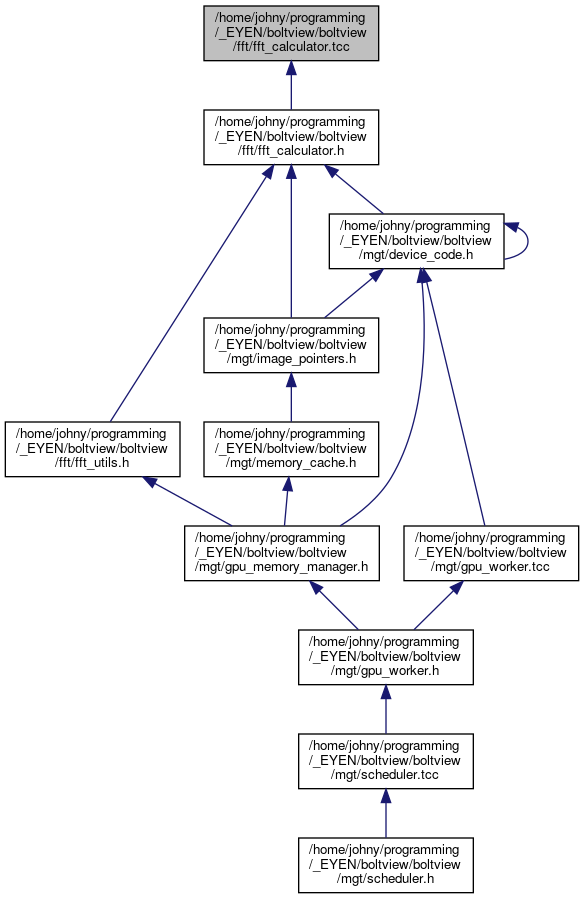 /home/johny/programming
/_EYEN/boltview/boltview
/fft/fft_calculator.tcc
/home/johny/programming
/_EYEN/boltview/boltview
/fft/fft_calculator.h
/home/johny/programming
/_EYEN/boltview/boltview
/mgt/device_code.h
/home/johny/programming
/_EYEN/boltview/boltview
/mgt/image_pointers.h
/home/johny/programming
/_EYEN/boltview/boltview
/fft/fft_utils.h
/home/johny/programming
/_EYEN/boltview/boltview
/mgt/memory_cache.h
/home/johny/programming
/_EYEN/boltview/boltview
/mgt/gpu_memory_manager.h
/home/johny/programming
/_EYEN/boltview/boltview
/mgt/gpu_worker.tcc
/home/johny/programming
/_EYEN/boltview/boltview
/mgt/gpu_worker.h
/home/johny/programming
/_EYEN/boltview/boltview
/mgt/scheduler.tcc
/home/johny/programming
/_EYEN/boltview/boltview
/mgt/scheduler.h